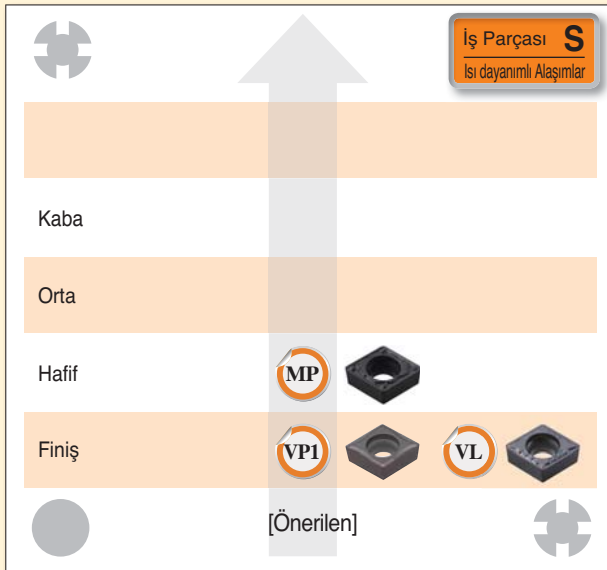 İş Parçası S
Isı dayanımlı Alaşımlar
Kaba
Orta
Hafif
MP
Finiş
VP1
VL
[Önerilen]